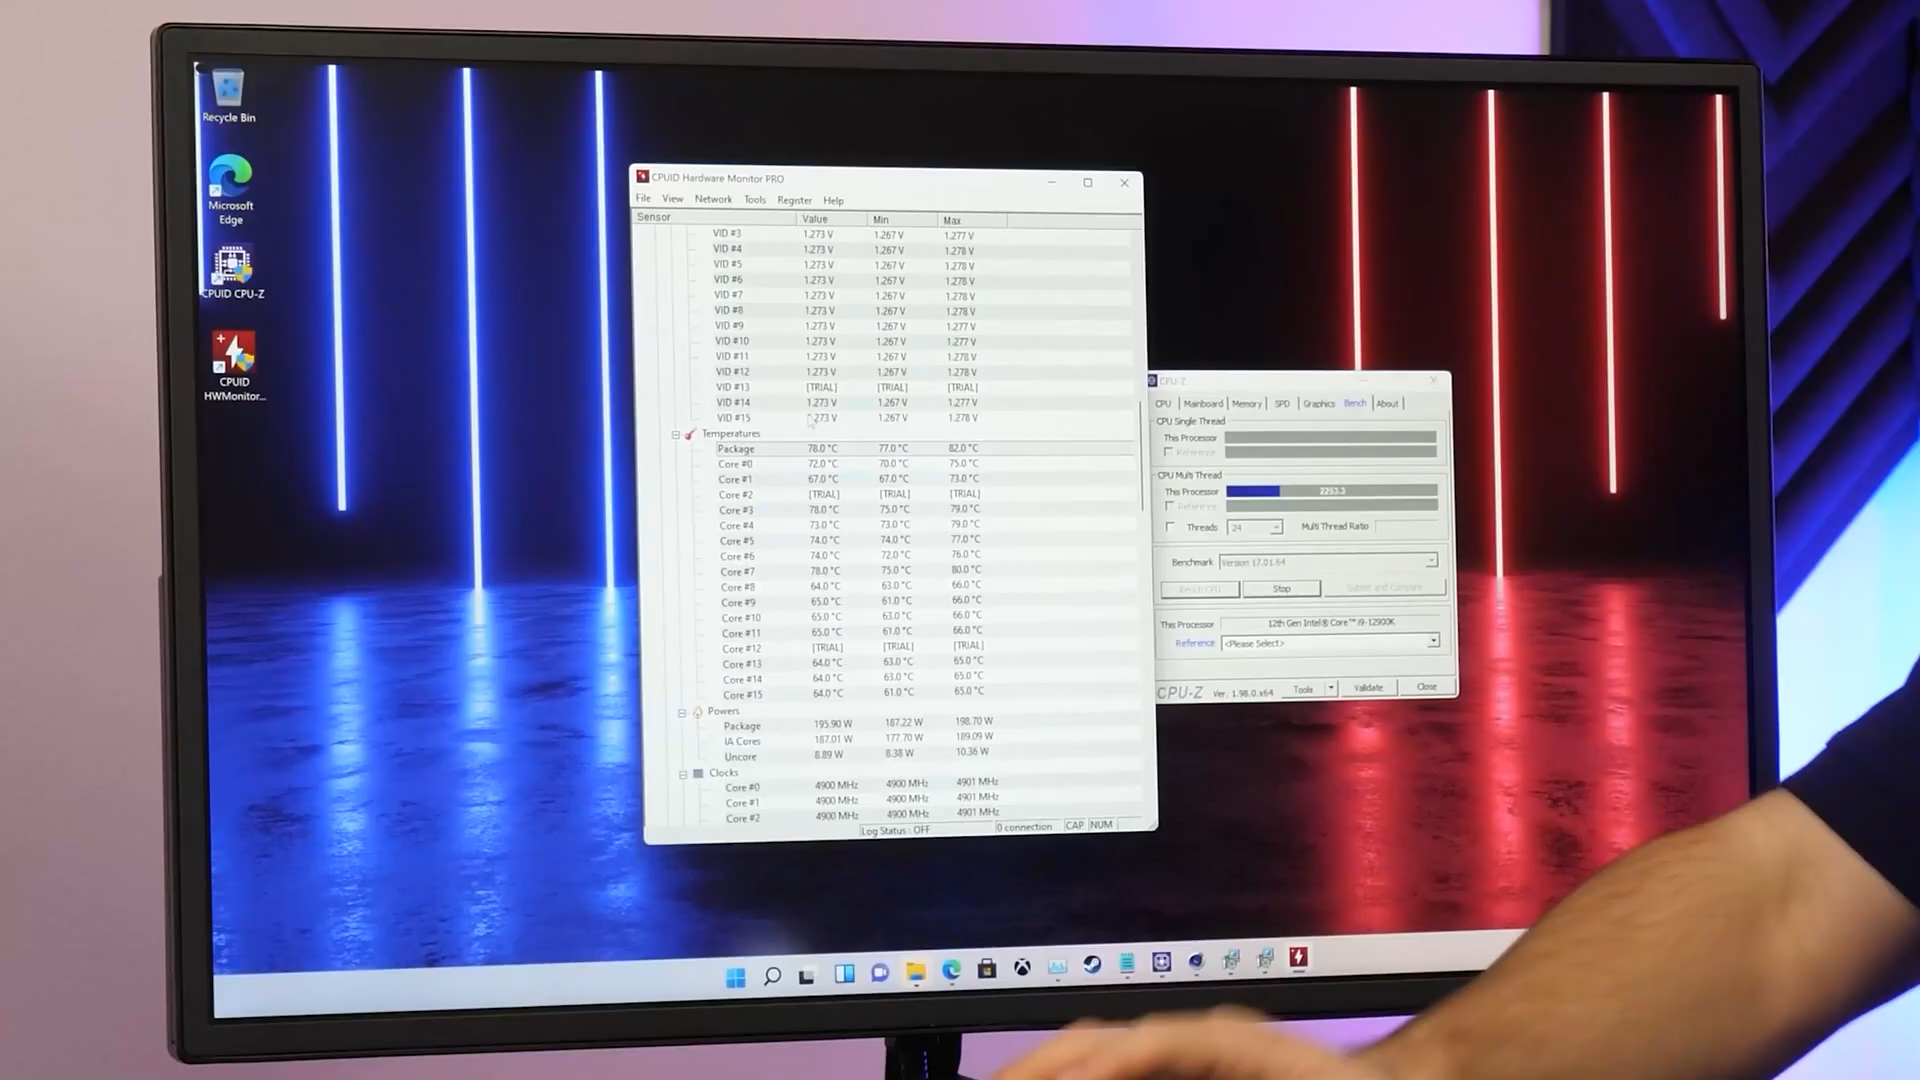 Recycle Bin
Microsoft
Edge
CPUID CPU-Z
CPUID
HWMonitor...
CPUID Hardware Monitor PRO
File View Network Tools Register Help
Sensor Value Min Max
VID #3 1.273 V 1.267 V 1.277 V
VID #4 1.273 V 1.267 V 1.278 V
VID #5 1.273 V 1.267 V 1.278 V
VID #6 1.273 V 1.267 V 1.278 V
VID #7 1.273 V 1.267 V 1.278 V
VID #8 1.273 V 1.267 V 1.278 V
VID #9 1.273 V 1.267 V 1.277 V
VID #10 1.273 V 1.267 V 1.277 V
VID #11 1.273 V 1.267 V 1.278 V
VID #12 1.273 V 1.267 V 1.278 V
VID #13 [TRIAL] [TRIAL] [TRIAL]
VID #14 1.273 V 1.267 V 1.277 V
VID #15 1.273 V 1.267 V 1.278 V
Temperatures
Package 78.0 °C 77.0 °C 82.0 °C
Core #0 72.0 °C 70.0 °C 75.0 °C
Core #1 67.0 °C 67.0 °C 73.0 °C
Core #2 [TRIAL] [TRIAL] [TRIAL]
Core #3 78.0 °C 75.0 °C 79.0 °C
Core #4 73.0 °C 73.0 °C 79.0 °C
Core #5 74.0 °C 74.0 °C 77.0 °C
Core #6 74.0 °C 72.0 °C 76.0 °C
Core #7 78.0 °C 75.0 °C 80.0 °C
Core #8 64.0 °C 63.0 °C 66.0 °C
Core #9 65.0 °C 61.0 °C 66.0 °C
Core #10 65.0 °C 63.0 °C 66.0 °C
Core #11 65.0 °C 61.0 °C 66.0 °C
Core #12 [TRIAL] [TRIAL] [TRIAL]
Core #13 64.0 °C 63.0 °C 65.0 °C
Core #14 64.0 °C 63.0 °C 65.0 °C
Core #15 64.0 °C 61.0 °C 65.0 °C
Powers
Package 195.90 W 187.22 W 198.70 W
IA Cores 187.01 W 177.70 W 189.09 W
Uncore 8.89 W 8.38 W 10.36 W
Clocks
Core #0 4900 MHz 4900 MHz 4901 MHz
Core #1 4900 MHz 4900 MHz 4901 MHz
Core #2 4900 MHz 4900 MHz 4901 MHz
Log Status : OFF 0 connection CAP NUM
CPU-Z
CPU Mainboard Memory SPD Graphics Bench About
CPU Single Thread
This Processor
Reference
CPU Multi Thread
This Processor 2253.3
Reference
Threads 24 Multi Thread Ratio
Benchmark Version 17.01.64
Bench CPU Stop Submit and Compare
This Processor 12th Gen Intel® Core™ i9-12900K
Reference <Please Select>
CPU-Z Ver. 1.98.0.x64 Tools Validate Close